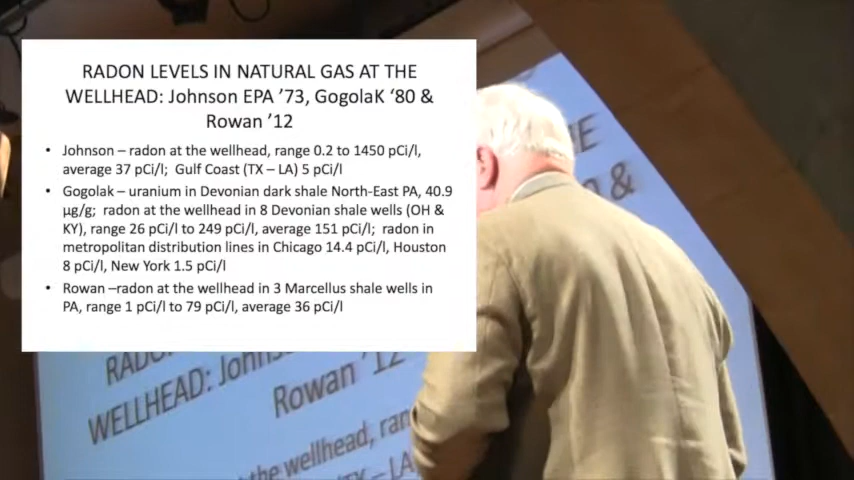 RADON LEVELS IN NATURAL GAS AT THE
WELLHEAD: Johnson EPA ’73, GogolaK ‘80 &
Rowan ’12
• Johnson – radon at the wellhead, range 0.2 to 1450 pCi/l,
average 37 pCi/l; Gulf Coast (TX – LA) 5 pCi/l
• Gogolak – uranium in Devonian dark shale North-East PA, 40.9
µg/g; radon at the wellhead in 8 Devonian shale wells (OH &
KY), range 26 pCi/l to 249 pCi/l, average 151 pCi/l; radon in
metropolitan distribution lines in Chicago 14.4 pCi/l, Houston
8 pCi/l, New York 1.5 pCi/l
• Rowan –radon at the wellhead in 3 Marcellus shale wells in
PA, range 1 pCi/l to 79 pCi/l, average 36 pCi/l
&
WELLHEAD:
Rowan ’12
the wellhead,
– LA